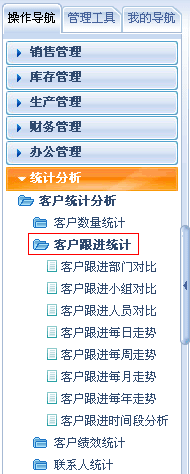 操作导航 管理工具 我的导航
销售管理
库存管理
生产管理
财务管理
办公管理
统计分析
客户统计分析
客户数量统计
客户跟进统计
客户跟进部门对比
客户跟进小组对比
客户跟进人员对比
客户跟进每日走势
客户跟进每周走势
客户跟进每月走势
客户跟进每年走势
客户跟进时间段分析
客户绩效统计
联系人统计